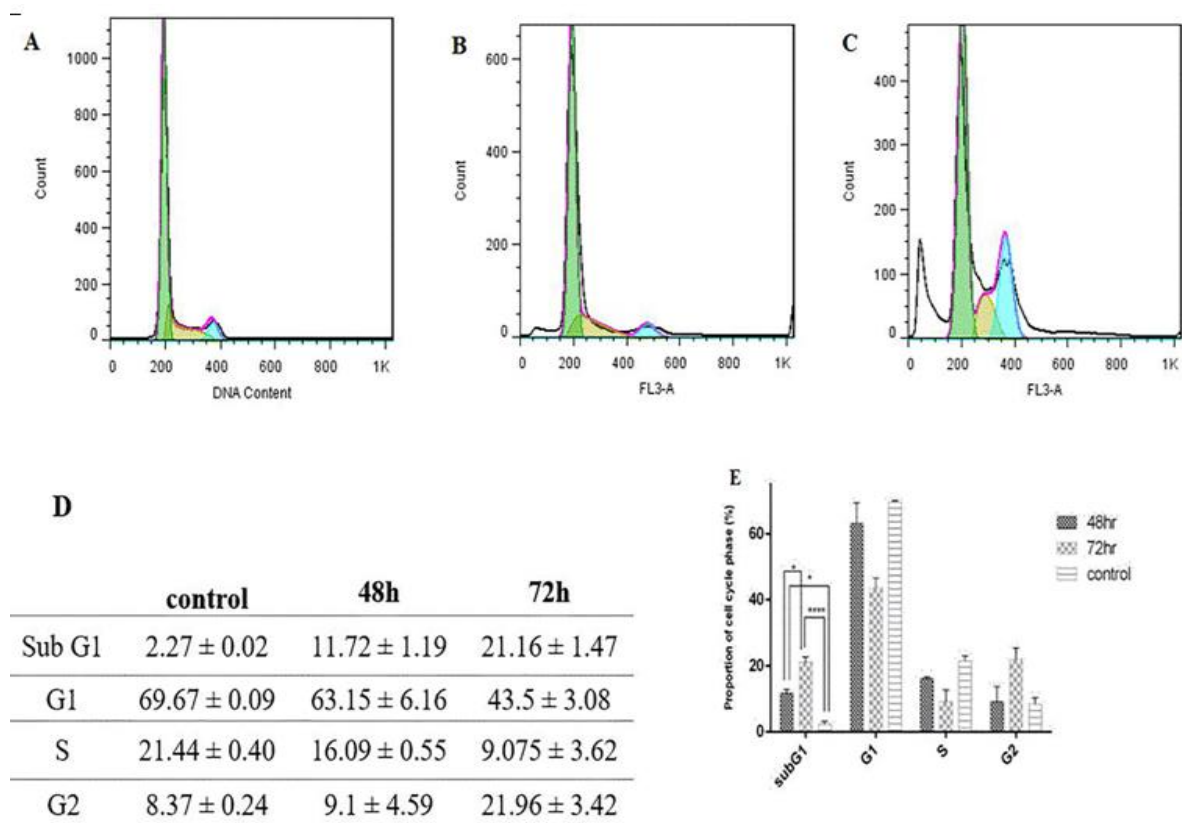 A
Count
1000
800
600
400
200
0
0 200 400 600 800 1K
DNA Content
B
Count
600
400
200
0
0 200 400 600 800 1K
FL3-A
C
Count
400
300
200
100
0
0 200 400 600 800 1K
FL3-A
D
control 48h 72h
Sub G1 2.27 ± 0.02 11.72 ± 1.19 21.16 ± 1.47
G1 69.67 ± 0.09 63.15 ± 6.16 43.5 ± 3.08
S 21.44 ± 0.40 16.09 ± 0.55 9.075 ± 3.62
G2 8.37 ± 0.24 9.1 ± 4.59 21.96 ± 3.42
E
Proportion of cell cycle phase (%)
60
40
20
0
* *
****
subG1 G1 S G2
48hr
72hr
control